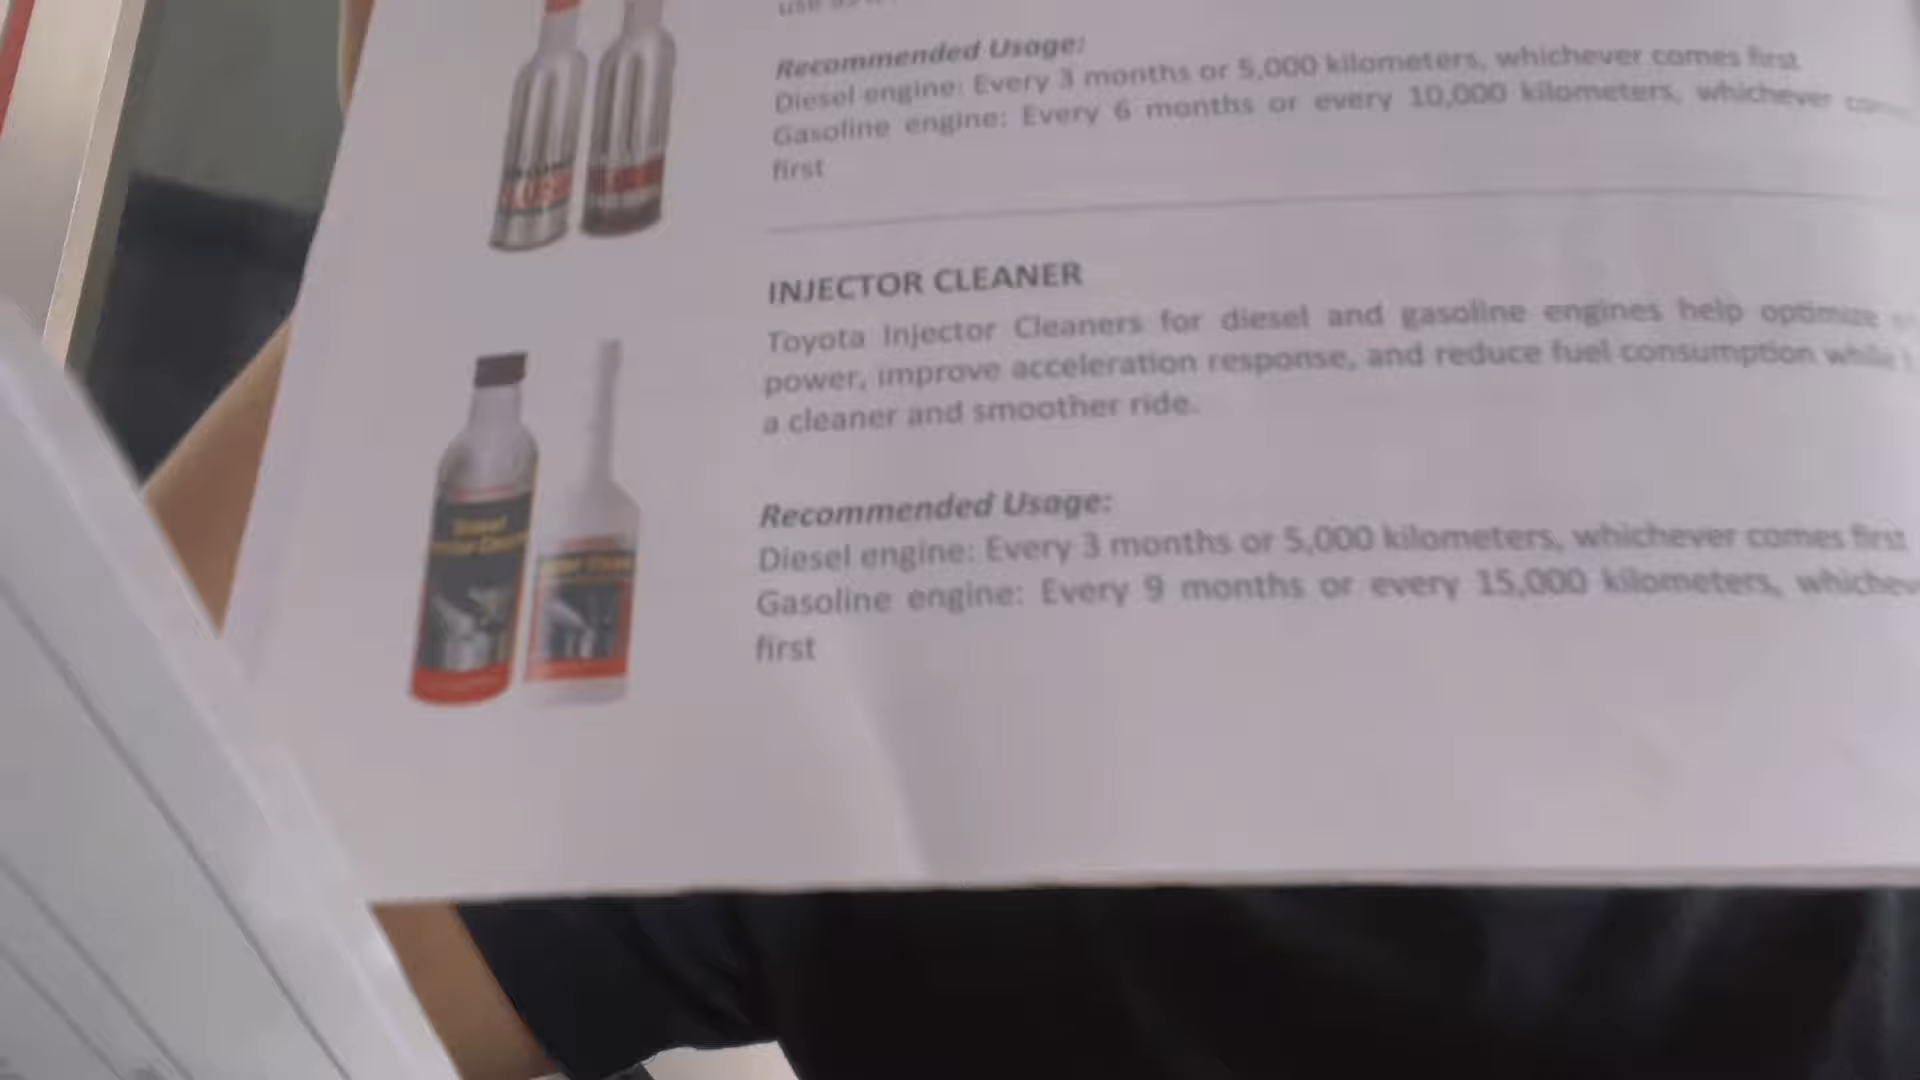 use
Recommended Usage:
Diesel engine: Every 3 months or 5,000 kilometers, whichever comes first
Gasoline engine: Every 6 months or every 10,000 kilometers, whichever
first
INJECTOR CLEANER
Toyota Injector Cleaners for diesel and gasoline engines help optimize
power, improve acceleration response, and reduce fuel consumption while
a cleaner and smoother ride.
Recommended Usage:
Diesel engine: Every 3 months or 5,000 kilometers, whichever comes first
Gasoline engine: Every 9 months or every 15,000 kilometers, whichev
first